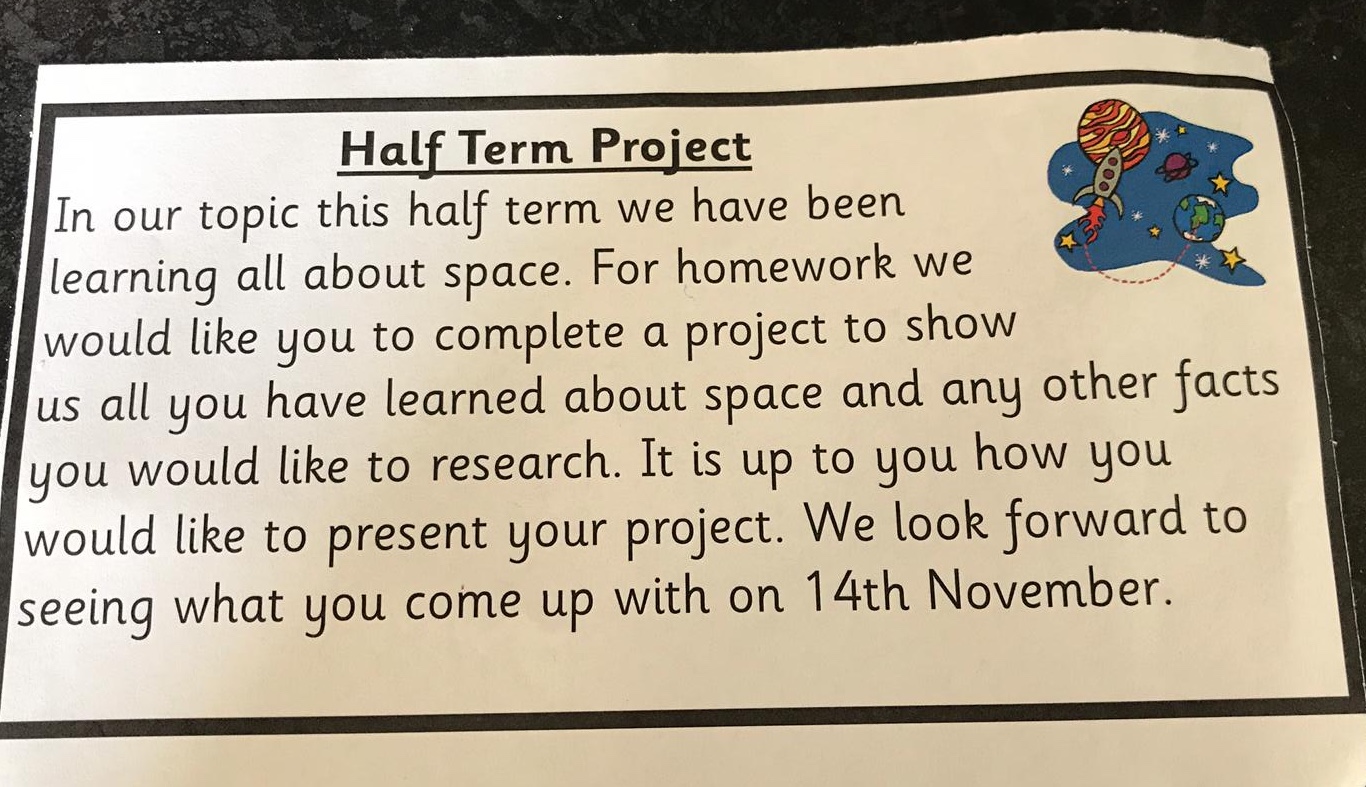 Half Term Project
In our topic this half term we have been
learning all about space. For homework we
would like you to complete a project to show
us all you have learned about space and any other facts
you would like to research. It is up to you how you
would like to present your project. We look forward to
seeing what you come up with on 14th November.